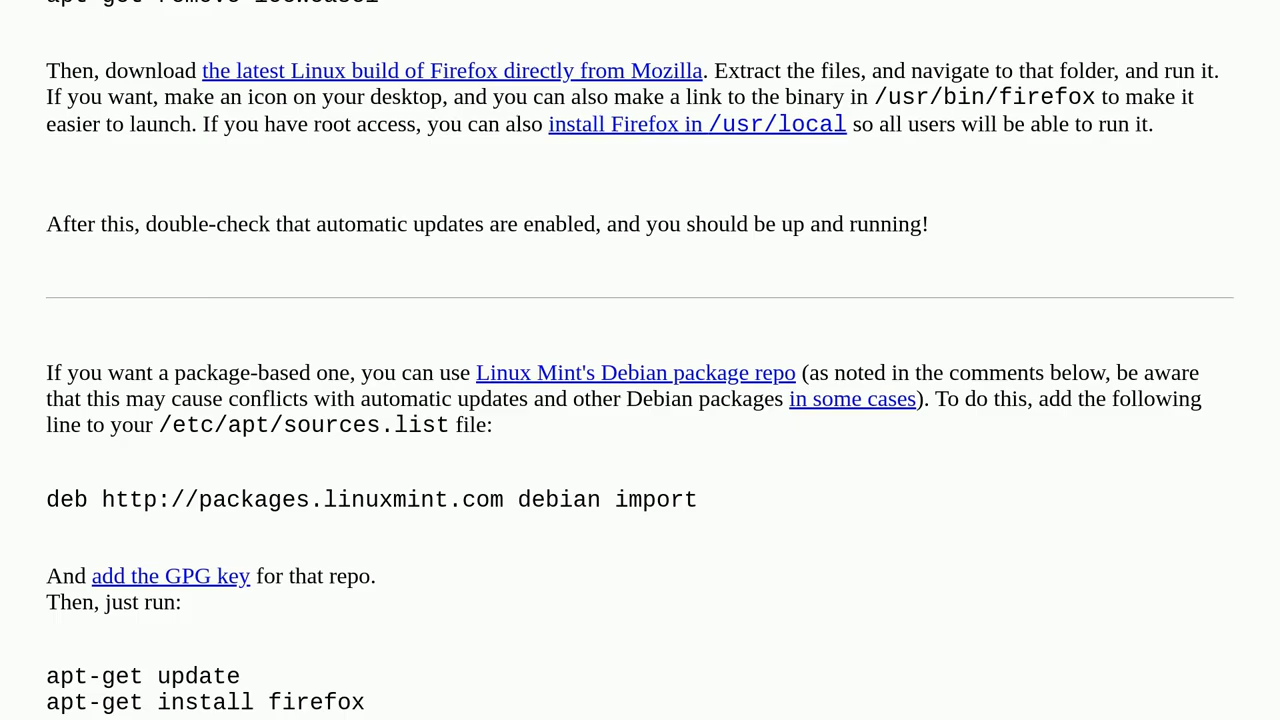 apt-get remove iceweasel
Then, download the latest Linux build of Firefox directly from Mozilla. Extract the files, and navigate to that folder, and run it.
If you want, make an icon on your desktop, and you can also make a link to the binary in /usr/bin/firefox to make it
easier to launch. If you have root access, you can also install Firefox in /usr/local so all users will be able to run it.
After this, double-check that automatic updates are enabled, and you should be up and running!
If you want a package-based one, you can use Linux Mint's Debian package repo (as noted in the comments below, be aware
that this may cause conflicts with automatic updates and other Debian packages in some cases). To do this, add the following
line to your /etc/apt/sources.list file:
deb http://packages.linuxmint.com debian import
And add the GPG key for that repo.
Then, just run:
apt-get update
apt-get install firefox